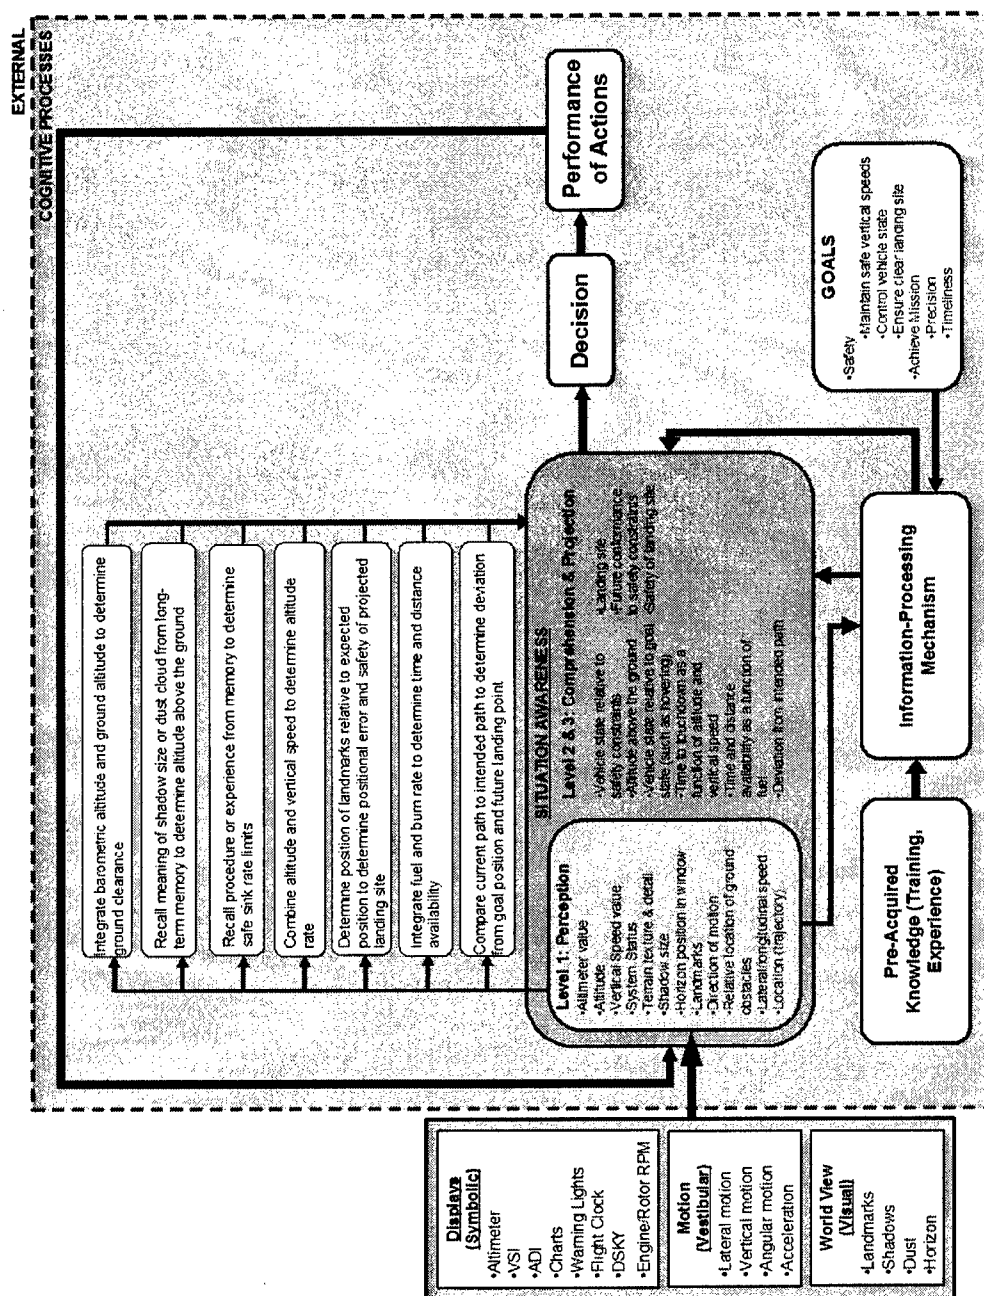 EXTERNAL
COGNITIVE PROCESSES
Displays
(Symbolic)
•Altimeter
•VSI
•ADI
•Charts
•Warning Lights
•Flight Clock
•DSKY
•Engine/Rotor RPM
Motion
(Vestibular)
•Lateral motion
•Vertical motion
•Angular motion
•Acceleration
World View
(Visual)
•Landmarks
•Shadows
•Dust
•Horizon
Integrate barometric altitude and ground altitude to determine
ground clearance
Recall meaning of shadow size or dust cloud from long-
term memory to determine altitude above the ground
Recall procedure or experience from memory to determine
safe sink rate limits
Combine altitude and vertical speed to determine altitude
rate
Determine position of landmarks relative to expected
position to determine positional error and safety of projected
landing site
Integrate fuel and burn rate to determine time and distance
availability
Compare current path to intended path to determine deviation
from goal position and future landing point
SITUATION AWARENESS
Level 1: Perception
•Altimeter value
•Attitude
•Vertical Speed value
•System Status
•Terrain texture & detail
•Shadow size
•Horizon position in window
•Landmarks
•Direction of motion
•Relative location of ground
obstacles
•Lateral/longitudinal speed
•Location (trajectory)
Level 2 & 3: Comprehension & Projection
•Vehicle state relative to
safety constraints
•Altitude above the ground
•Vehicle state relative to goal
state (such as hovering)
•Time to touchdown as a
function of altitude and
vertical speed
•Time and distance
availability as a function of
fuel
•Deviation from intended path
•Landing site
•Future conformance
to safety constraints
•Safety of landing site
Decision
Performance
of Actions
Pre-Acquired
Knowledge (Training,
Experience)
Information-Processing
Mechanism
GOALS
•Safety
•Maintain safe vertical speeds
•Control vehicle state
•Ensure clear landing site
•Achieve Mission
•Precision
•Timeliness